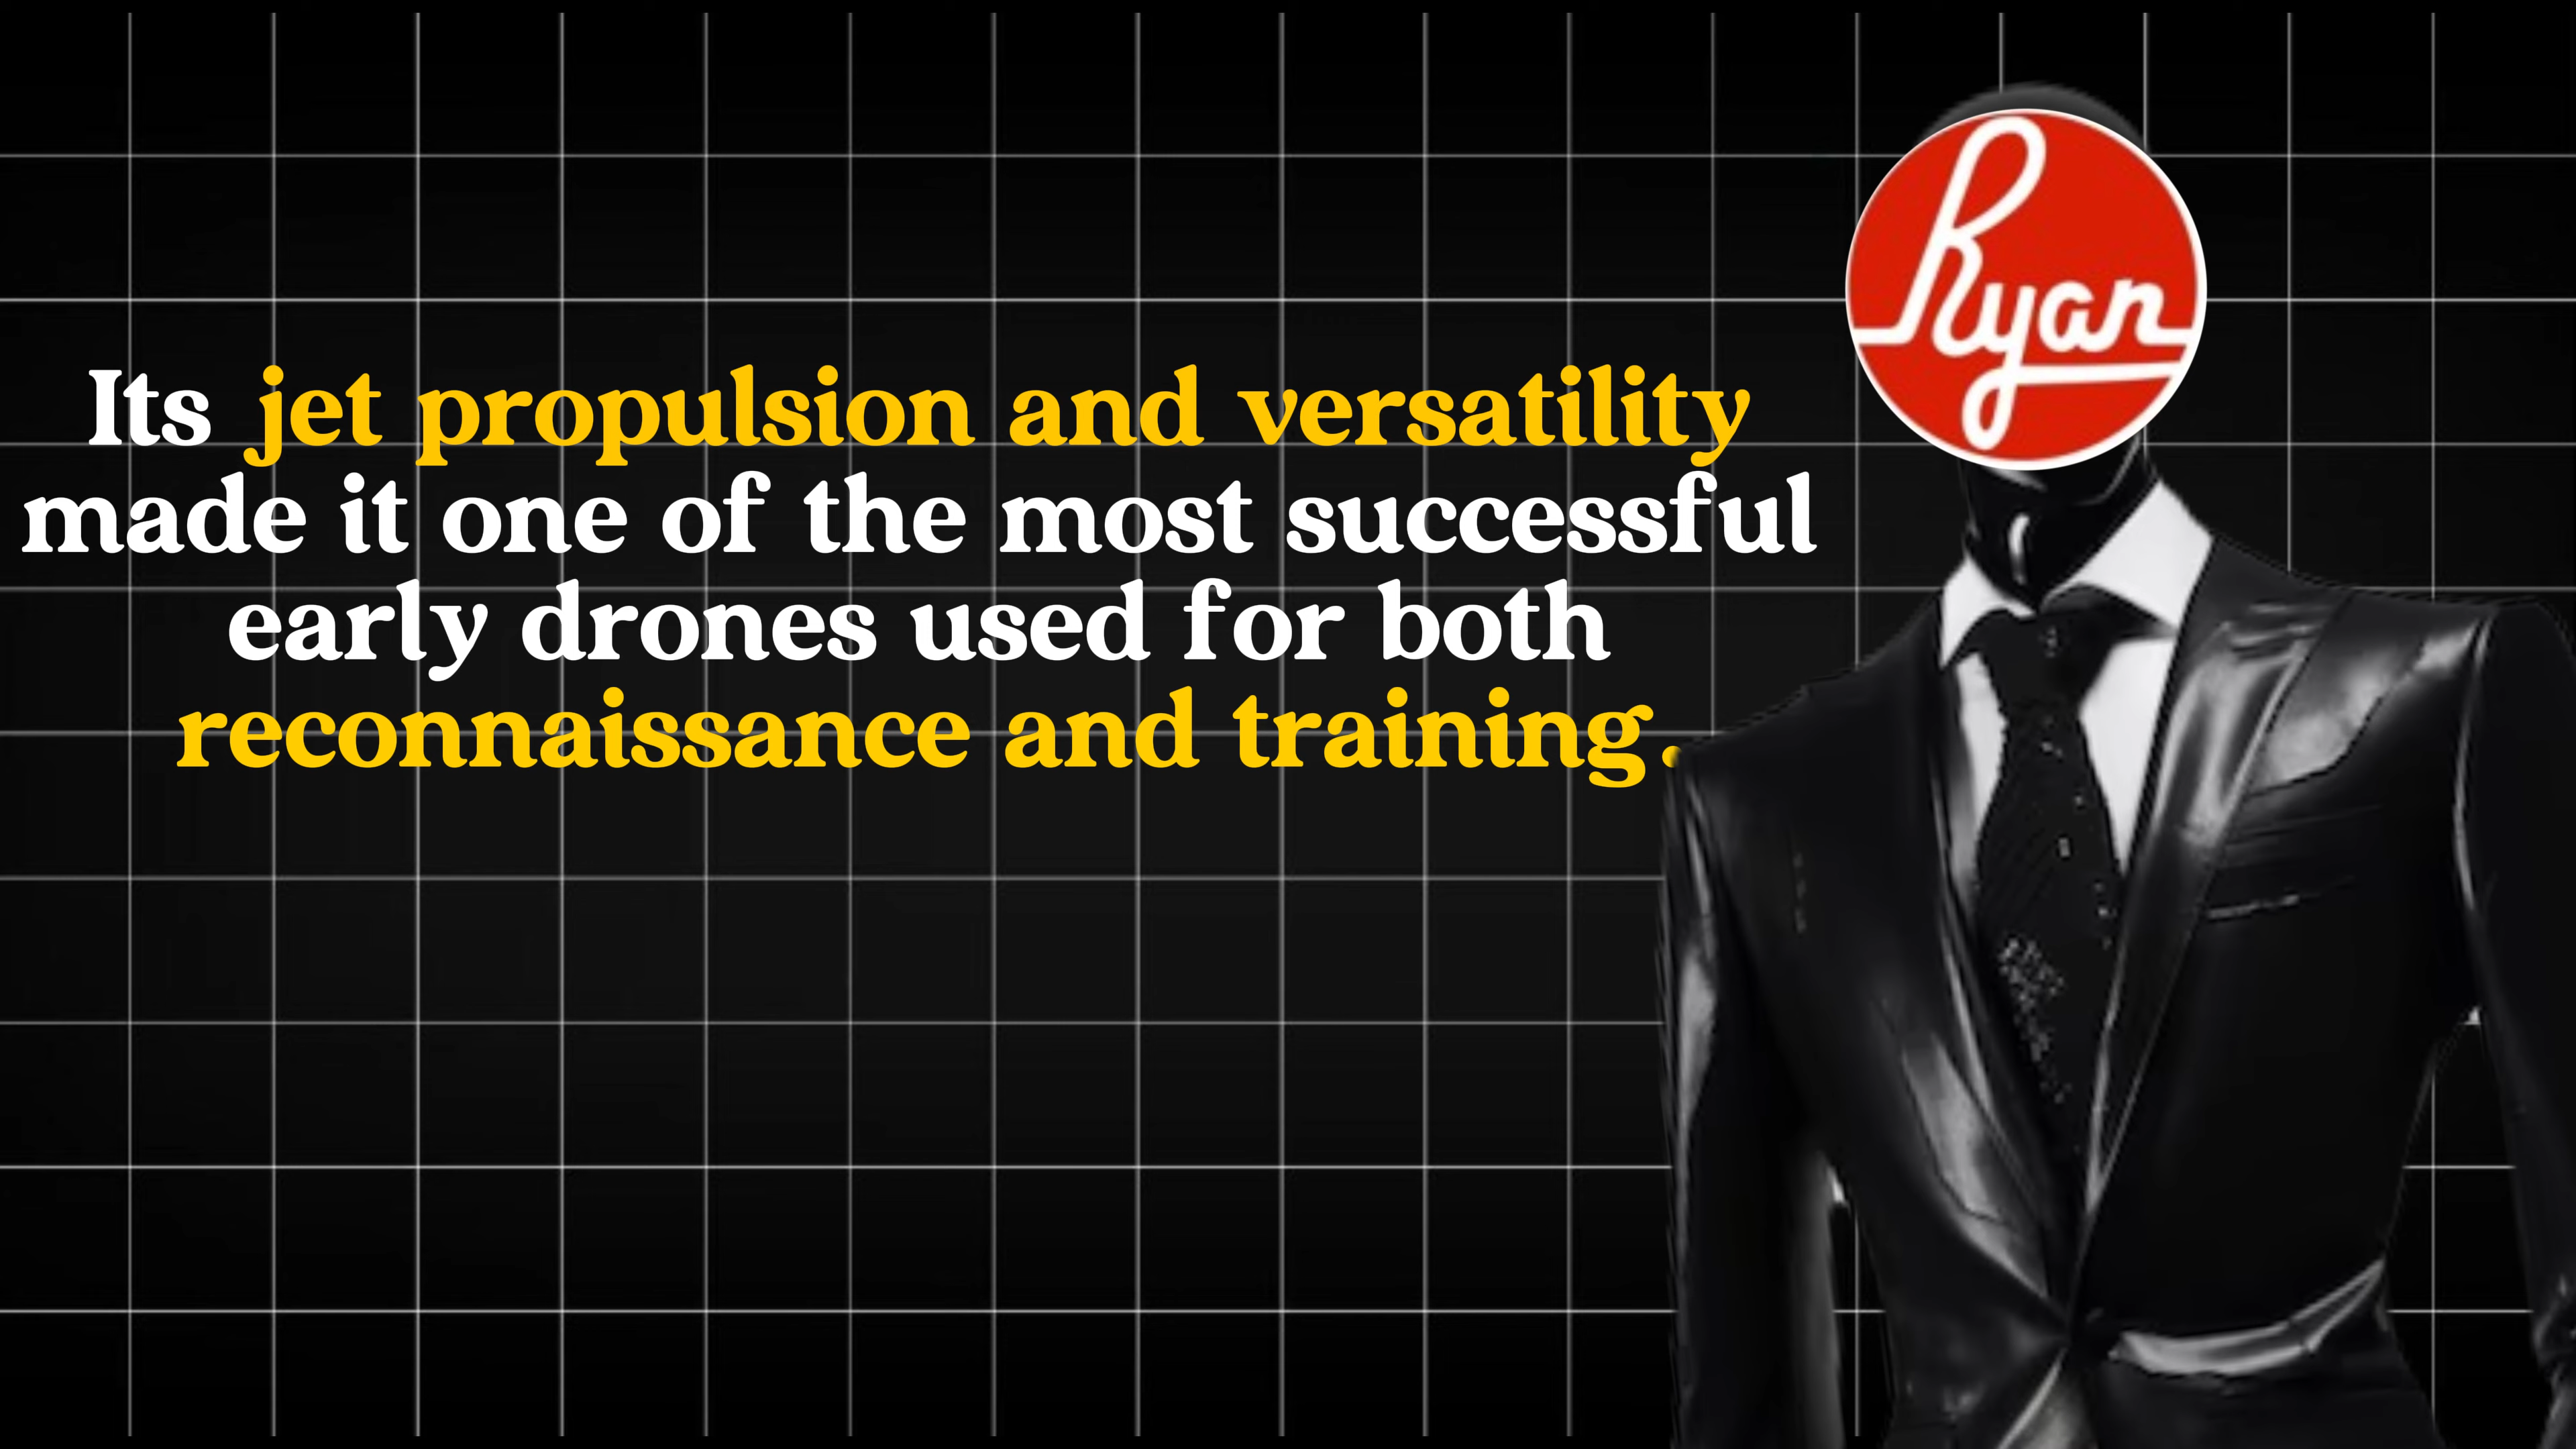 Its jet propulsion and versatility
made it one of the most successful
early drones used for both
reconnaissance and training.
Ryan